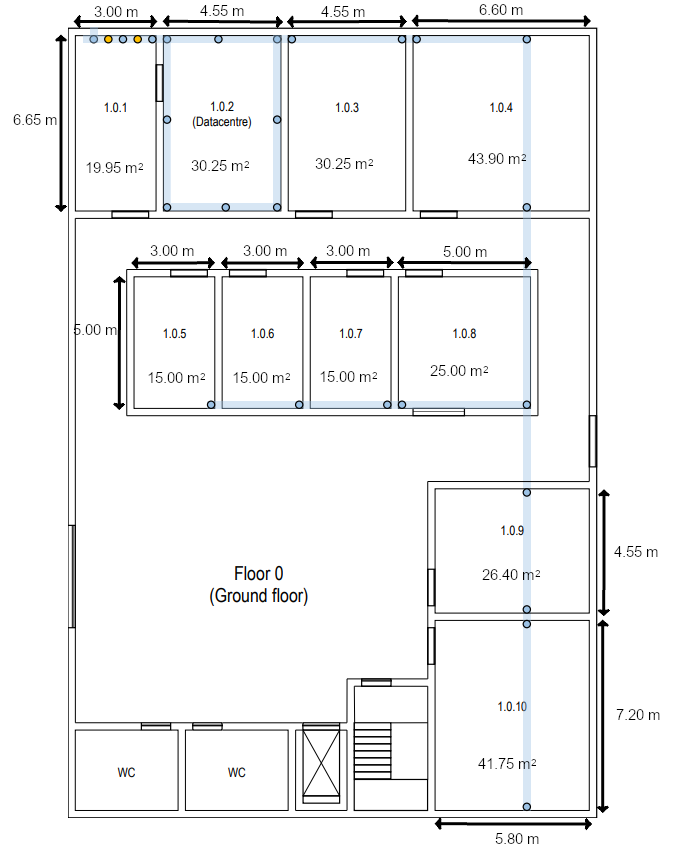 3.00 m
4.55 m
4.55 m
6.60 m
6.65 m
1.0.1
19.95 m²
1.0.2
(Datacentre)
30.25 m²
1.0.3
30.25 m²
1.0.4
43.90 m²
3.00 m
3.00 m
3.00 m
5.00 m
5.00 m
1.0.5
15.00 m²
1.0.6
15.00 m²
1.0.7
15.00 m²
1.0.8
25.00 m²
1.0.9
26.40 m²
4.55 m
Floor 0
(Ground floor)
1.0.10
41.75 m²
7.20 m
WC
WC
5.80 m